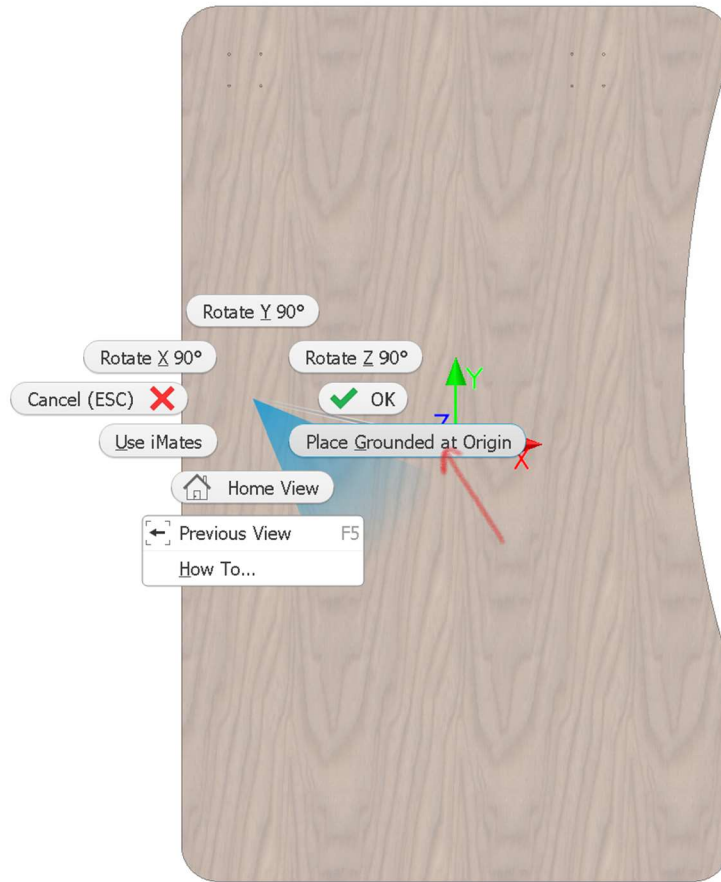 Rotate Y 90°
Rotate X 90°
Rotate Z 90°
Cancel (ESC)
OK
Y
Z
Use iMates
Place Grounded at Origin
X
Home View
Previous View F5
How To...